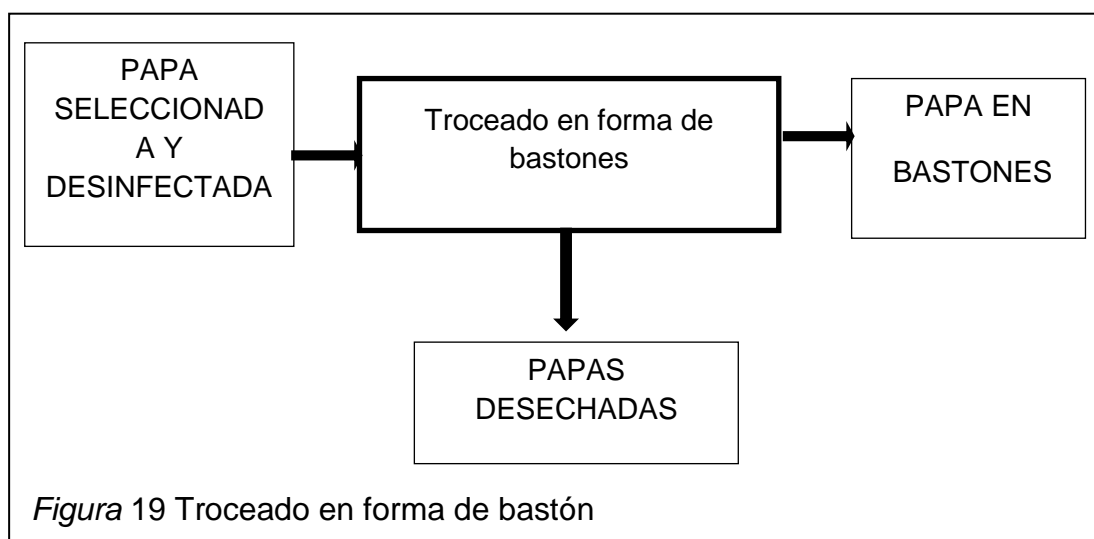 PAPA
SELECCIONAD
A Y
DESINFECTADA
Troceado en forma de
bastones
PAPA EN
BASTONES
PAPAS
DESECHADAS
Figura 19 Troceado en forma de bastón